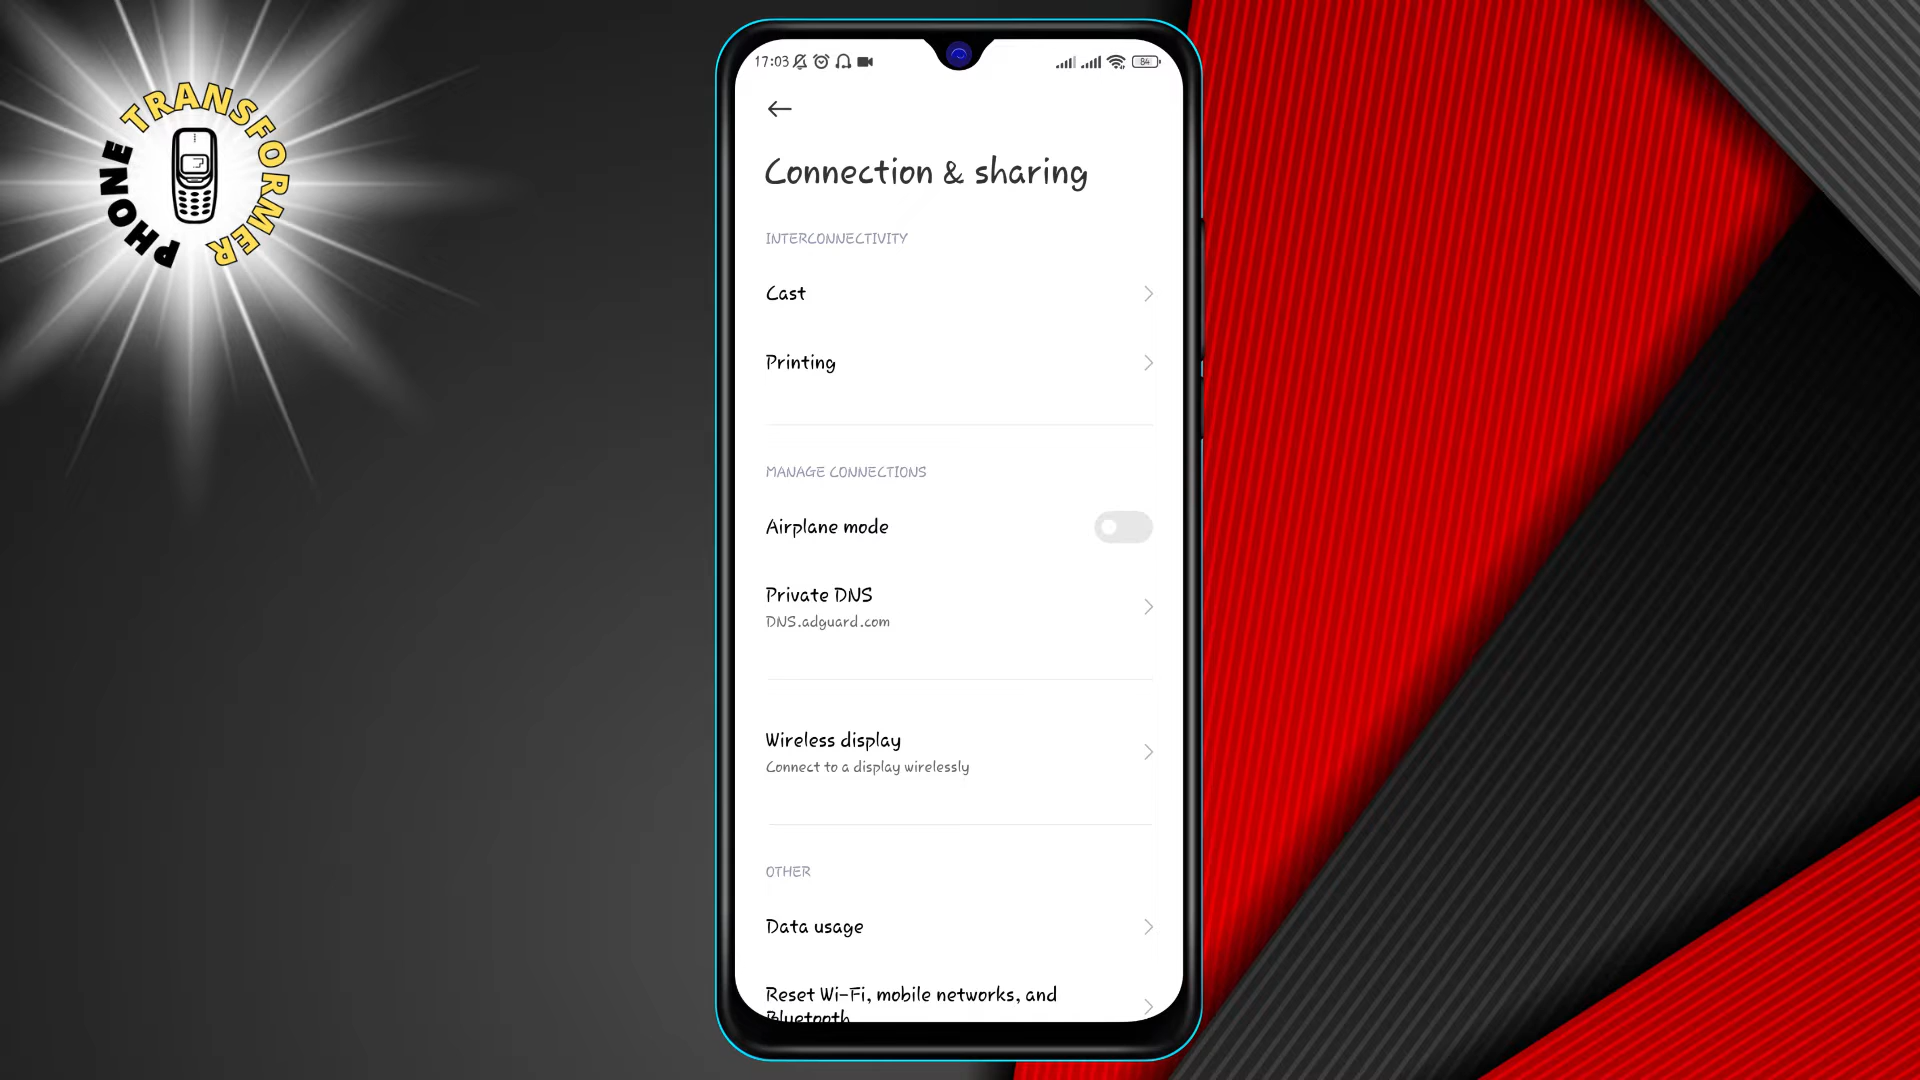 PHONE TRANSFORMER
17:03
84
Connection & sharing
INTERCONNECTIVITY
Cast
Printing
MANAGE CONNECTIONS
Airplane mode
Private DNS
DNS.adguard.com
Wireless display
Connect to a display wirelessly
OTHER
Data usage
Reset Wi-Fi, mobile networks, and
Bluetooth